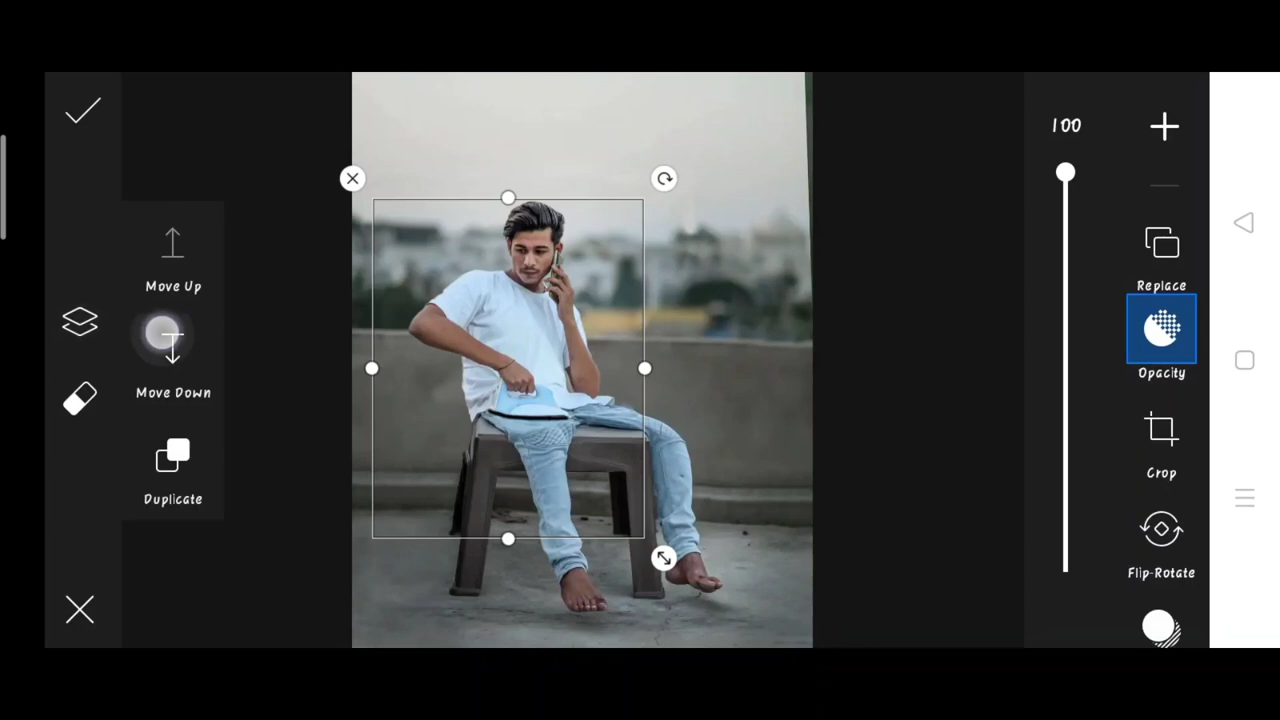 100
Move Up
Replace
Opacity
Move Down
Crop
Duplicate
Flip-Rotate